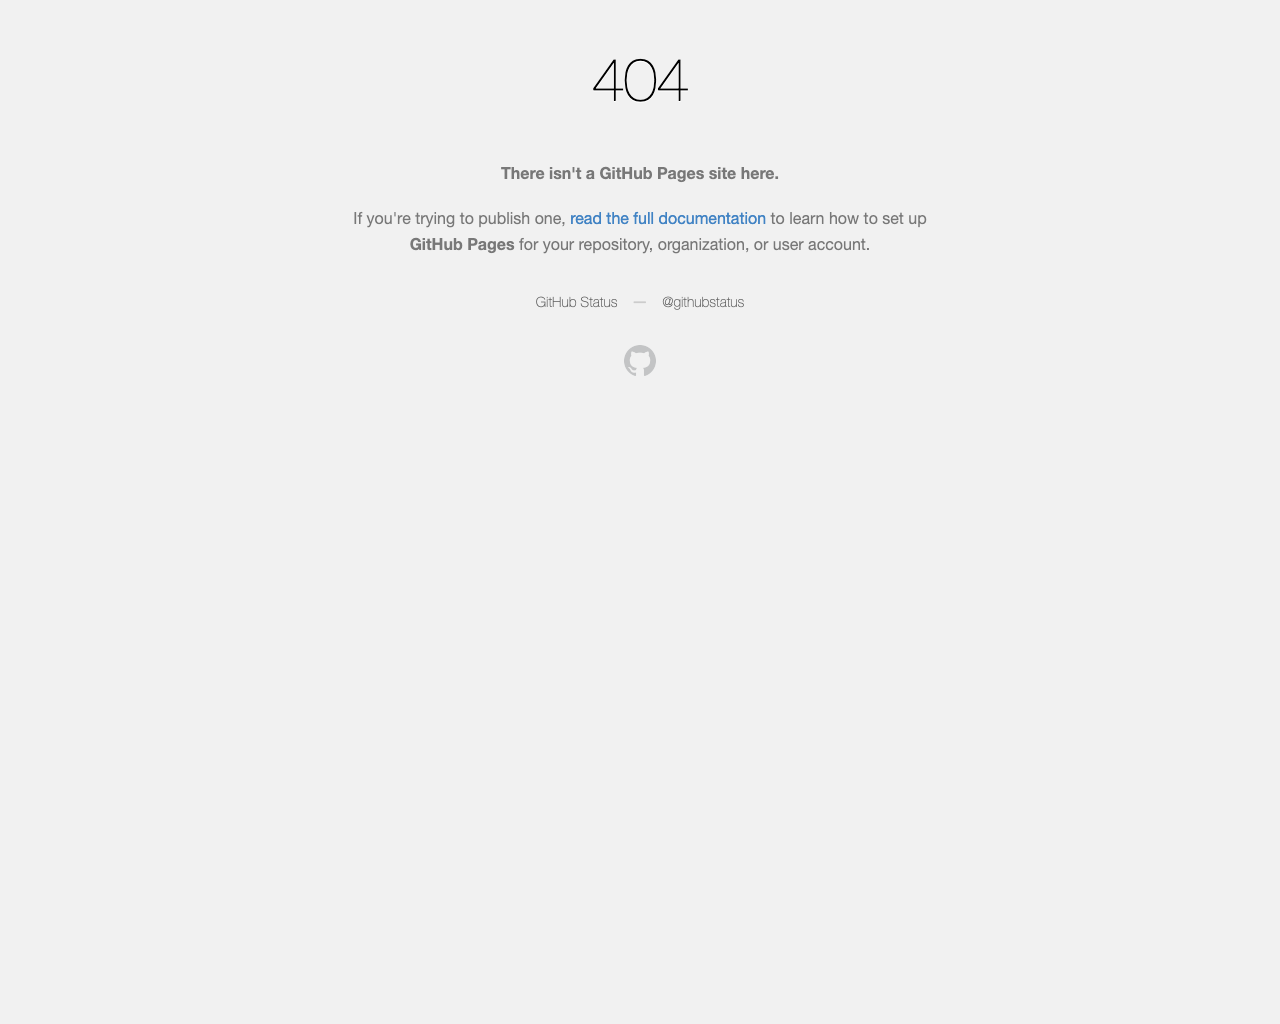 404
There isn't a GitHub Pages site here.
If you're trying to publish one, read the full documentation to learn how to set up
GitHub Pages for your repository, organization, or user account.
GitHub Status — @githubstatus